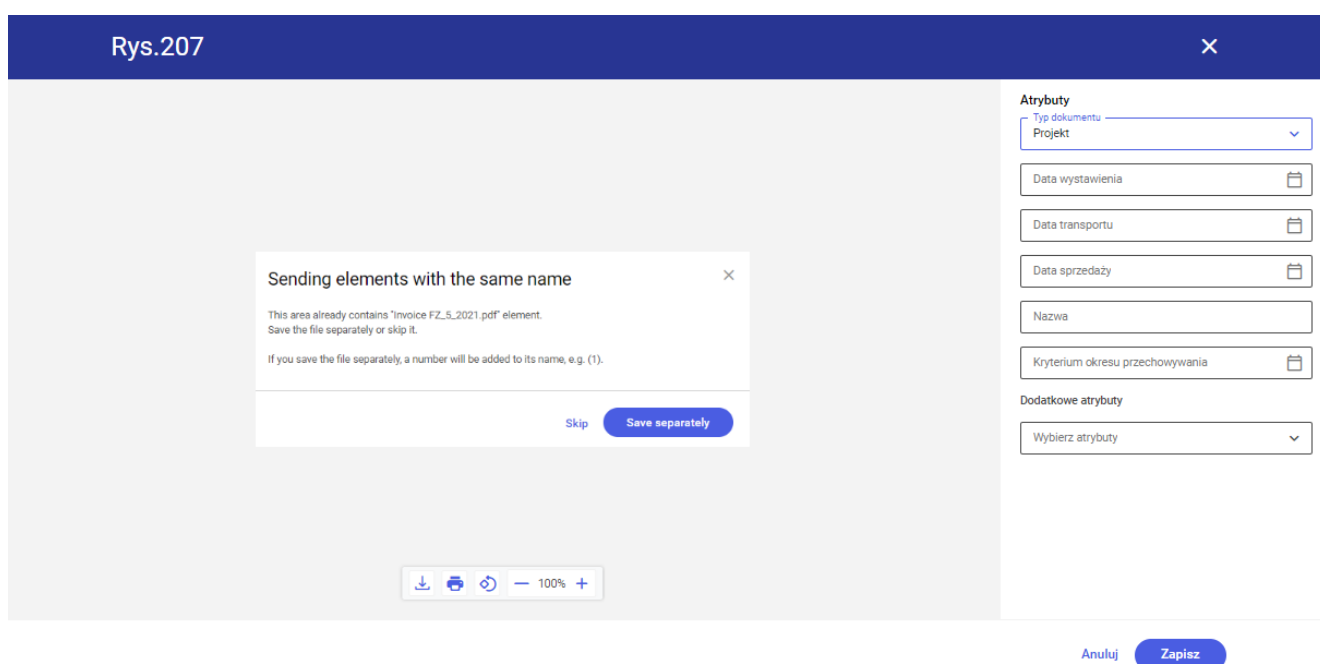 Rys.207
Sending elements with the same name
This area already contains "Invoice FZ_5_2021.pdf" element.
Save the file separately or skip it.
If you save the file separately, a number will be added to its name, e.g. (1).
Skip
Save separately
100%
Atrybuty
Typ dokumentu
Projekt
Data wystawienia
Data transportu
Data sprzedaży
Nazwa
Kryterium okresu przechowywania
Dodatkowe atrybuty
Wybierz atrybuty
Anuluj
Zapisz